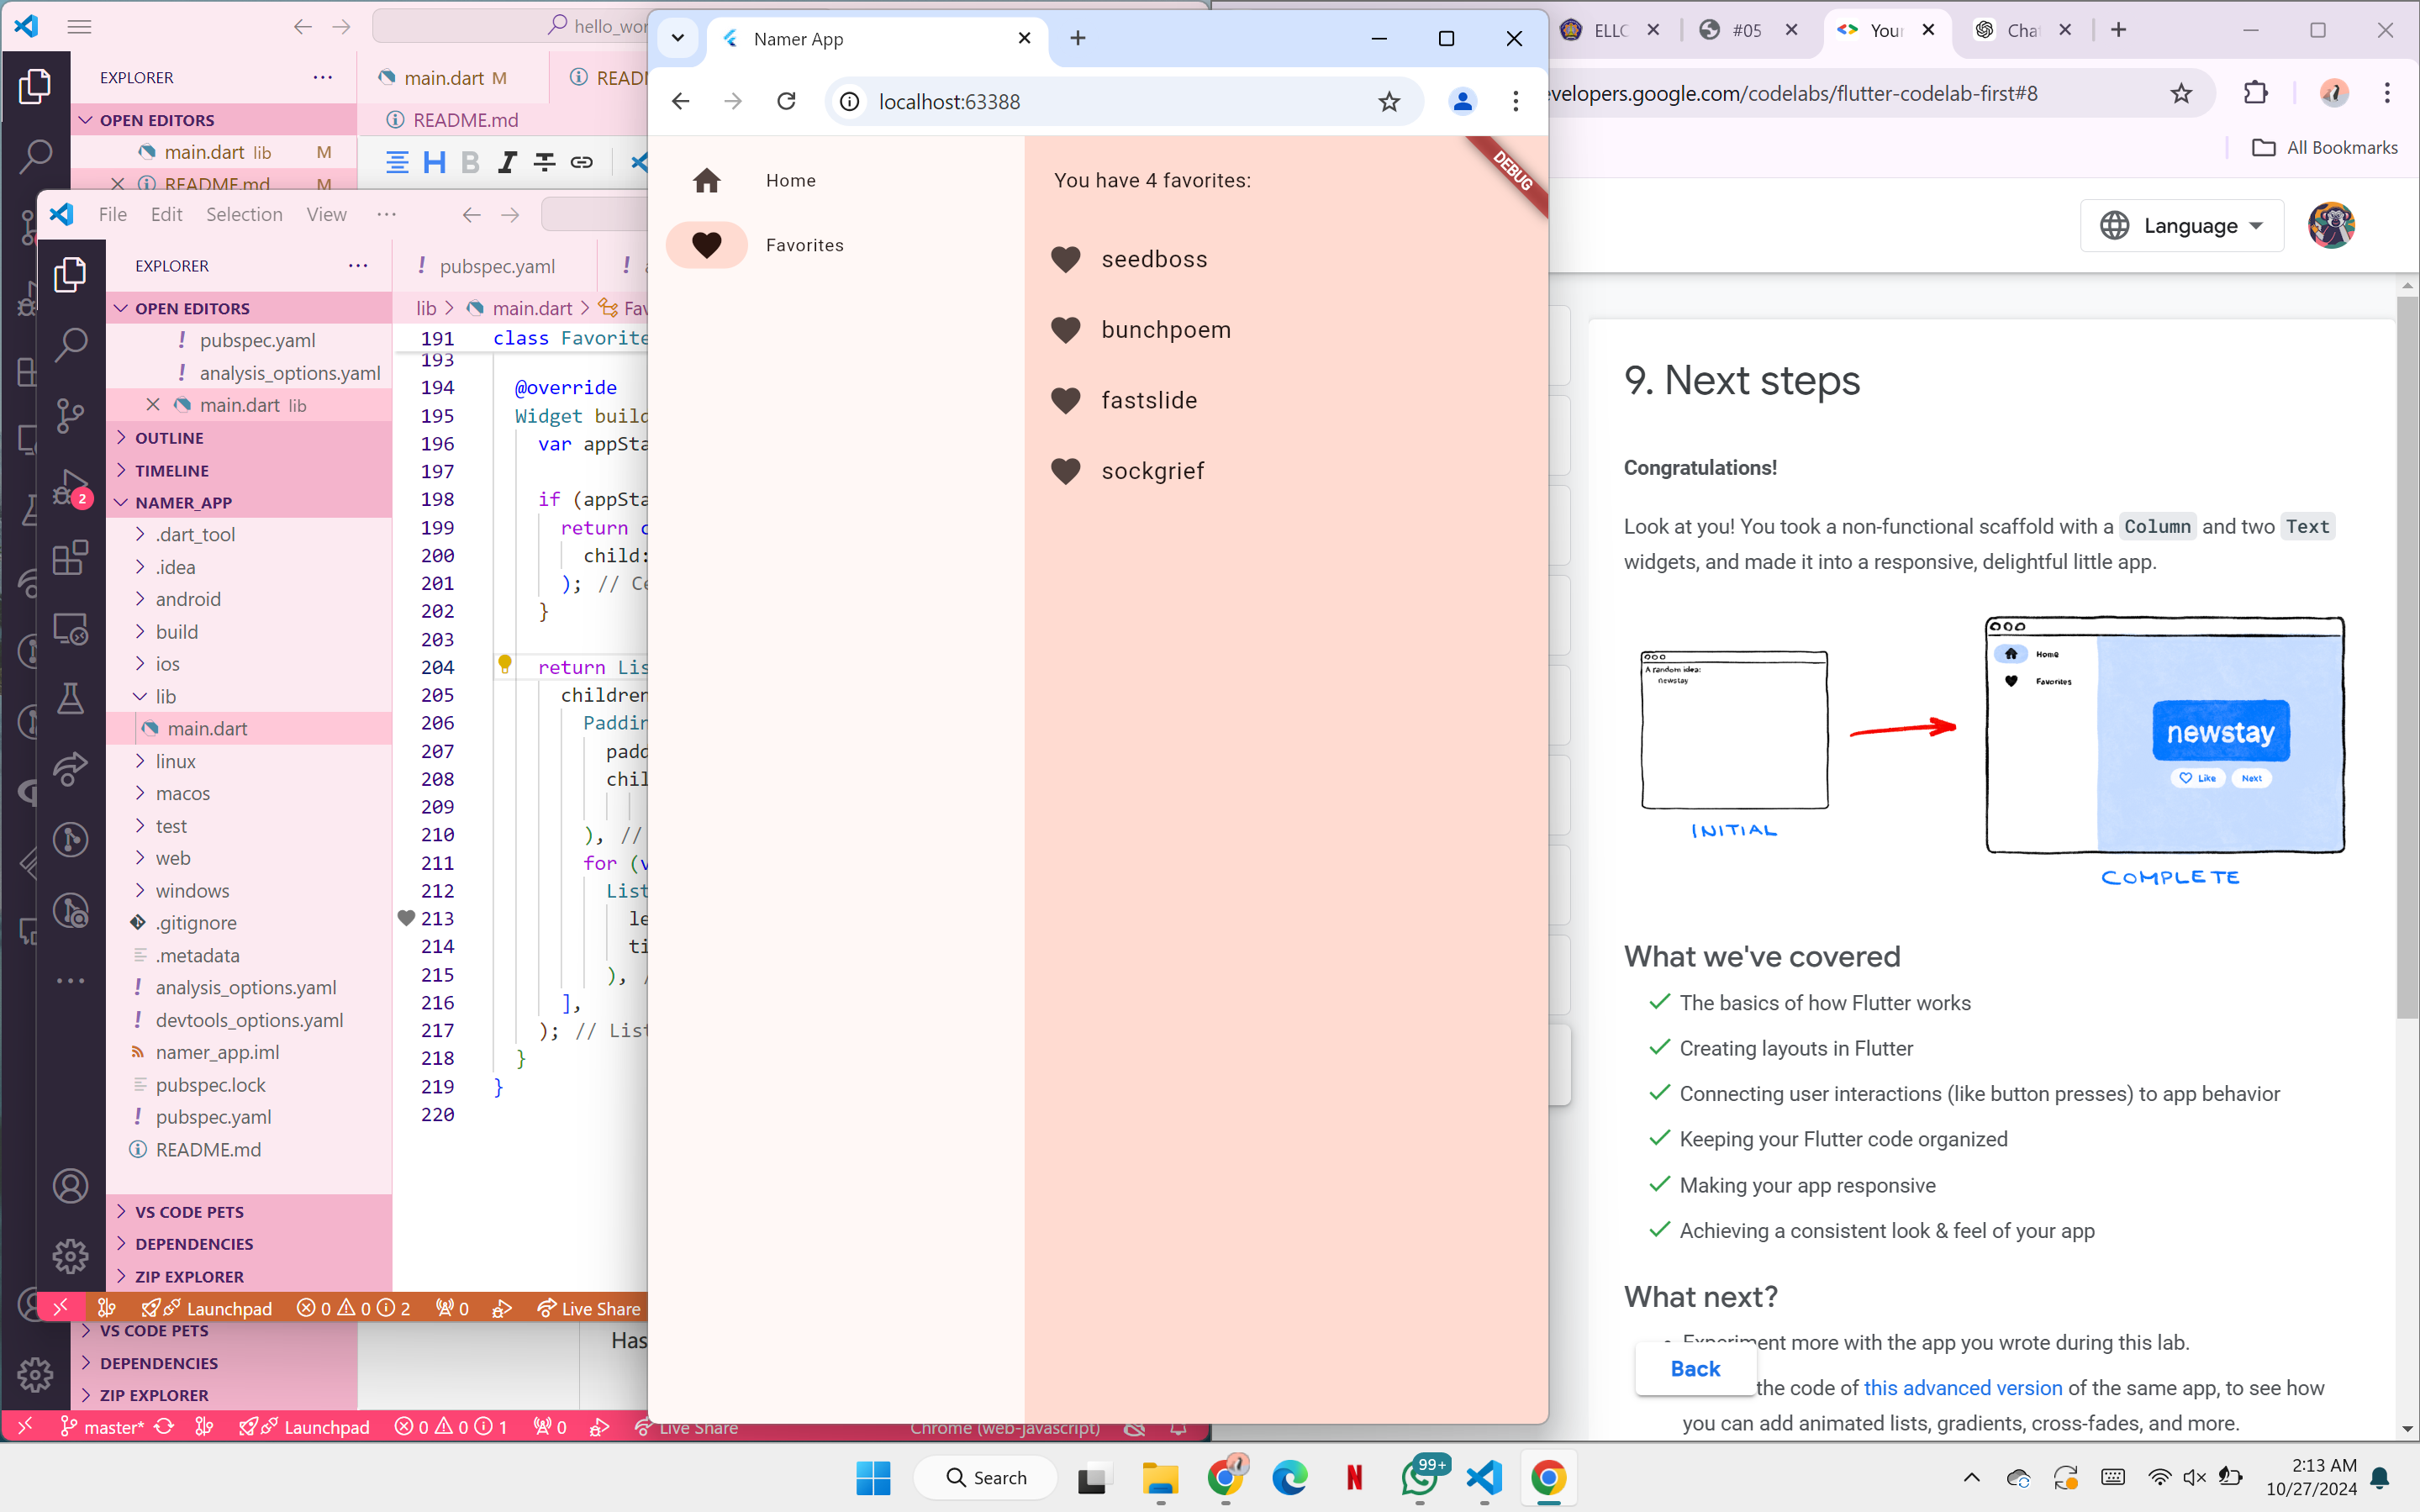 hello_wor
EXPLORER
main.dart M
READ
OPEN EDITORS
README.md
main.dart lib M
README.md M
H B I
File Edit Selection View
EXPLORER
pubspec.yaml
OPEN EDITORS
lib > main.dart > Fav
pubspec.yaml
analysis_options.yaml
main.dart lib
OUTLINE
TIMELINE
NAMER_APP
.dart_tool
.idea
android
build
ios
lib
main.dart
linux
macos
test
web
windows
.gitignore
.metadata
analysis_options.yaml
devtools_options.yaml
namer_app.iml
pubspec.lock
pubspec.yaml
README.md
VS CODE PETS
DEPENDENCIES
ZIP EXPLORER
2
191 class Favorite
193
194 @override
195 Widget build
196 var appSta
197
198 if (appSta
199 return c
200 child:
201 ); // Ce
202 }
203
204 return Lis
205 children
206 Paddin
207 padd
208 chil
209
210 ), //
211 for (v
212 List
213 le
214 ti
215 ), /
216 ],
217 ); // List
218 }
219 }
220
Launchpad 0 0 2 0 Live Share
VS CODE PETS
DEPENDENCIES
ZIP EXPLORER
Has
master* Launchpad 0 0 1 0 Live Share Chrome (web-javascript)
Namer App
localhost:63388
DEBUG
Home
Favorites
You have 4 favorites:
seedboss
bunchpoem
fastslide
sockgrief
ELLC
#05
You
Cha
evelopers.google.com/codelabs/flutter-codelab-first#8
All Bookmarks
Language
9. Next steps
Congratulations!
Look at you! You took a non-functional scaffold with a Column and two Text
widgets, and made it into a responsive, delightful little app.
A random idea:
newstay
INITIAL
Home
Favorites
newstay
Like Next
COMPLETE
What we've covered
The basics of how Flutter works
Creating layouts in Flutter
Connecting user interactions (like button presses) to app behavior
Keeping your Flutter code organized
Making your app responsive
Achieving a consistent look & feel of your app
What next?
Experiment more with the app you wrote during this lab.
Back
the code of this advanced version of the same app, to see how
you can add animated lists, gradients, cross-fades, and more.
Search
99+
2:13 AM
10/27/2024